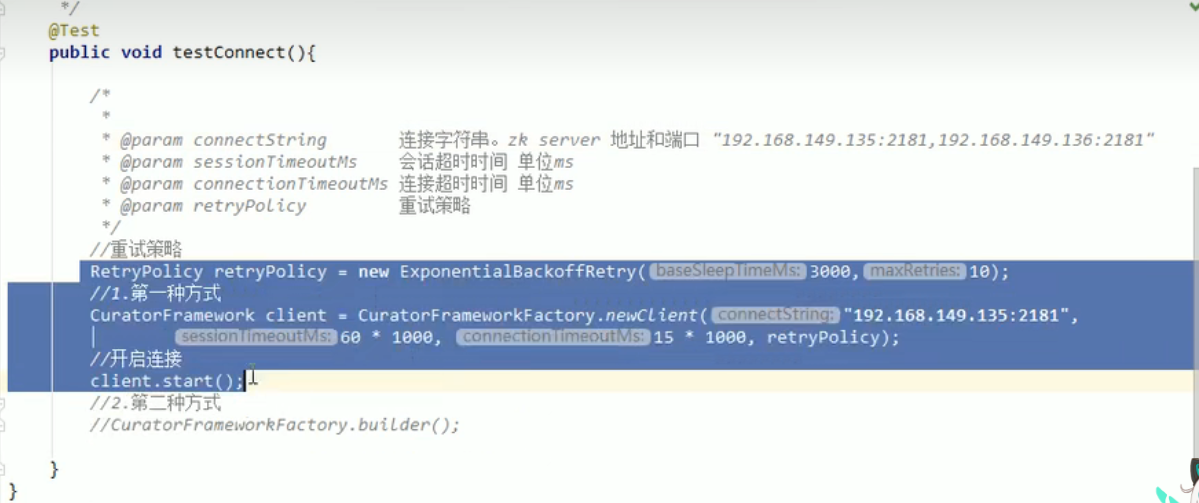 */
@Test
public void testConnect(){
/*
*
* @param connectString 连接字符串。zk server 地址和端口 "192.168.149.135:2181,192.168.149.136:2181"
* @param sessionTimeoutMs 会话超时时间 单位ms
* @param connectionTimeoutMs 连接超时时间 单位ms
* @param retryPolicy 重试策略
*/
//重试策略
RetryPolicy retryPolicy = new ExponentialBackoffRetry( baseSleepTimeMs: 3000, maxRetries: 10);
//1.第一种方式
CuratorFramework client = CuratorFrameworkFactory.newClient( connectString: "192.168.149.135:2181",
sessionTimeoutMs: 60 * 1000, connectionTimeoutMs: 15 * 1000, retryPolicy);
//开启连接
client.start();
//2.第二种方式
//CuratorFrameworkFactory.builder();
}
}